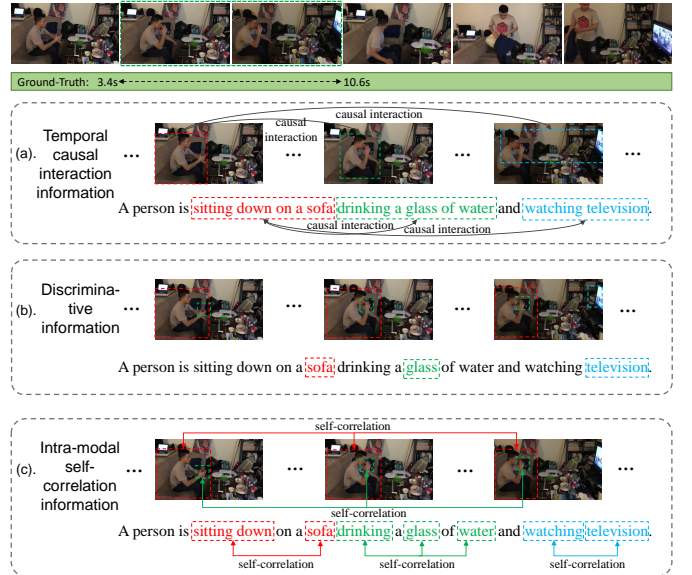 Ground-Truth: 3.4s 10.6s
causal interaction
causal interaction
(a). Temporal causal interaction information
... ... ... ...
A person is sitting down on a sofa drinking a glass of water and watching television.
causal interaction
causal interaction
(b). Discrimina-tive information
... ... ... ...
A person is sitting down on a sofa drinking a glass of water and watching television.
self-correlation
(c). Intra-modal self-correlation information
... ... ... ...
self-correlation
A person is sitting down on a sofa drinking a glass of water and watching television.
self-correlation self-correlation self-correlation